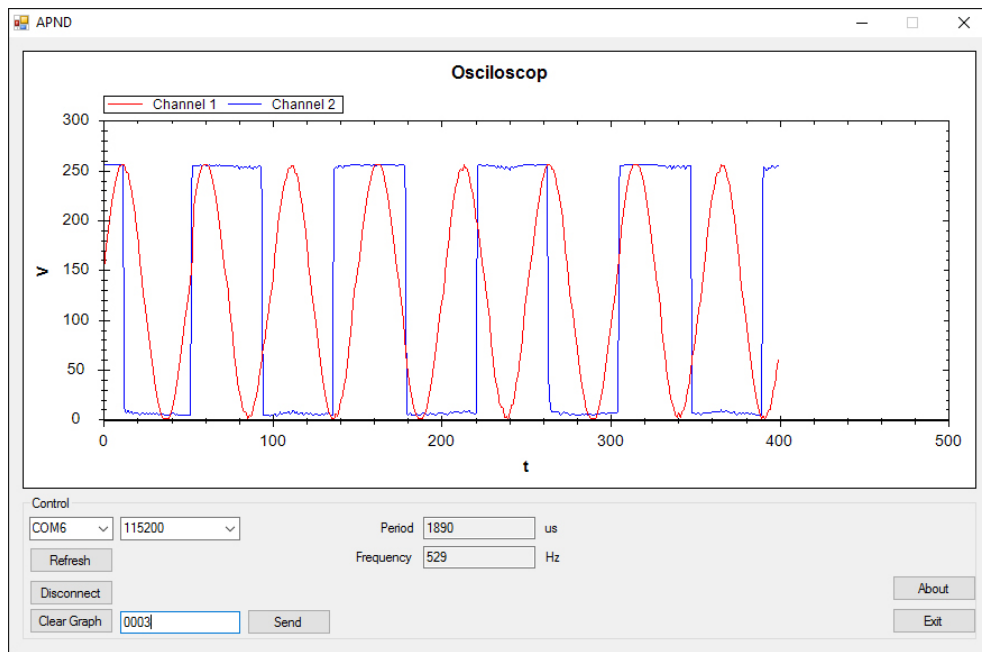 APND
Osciloscop
Channel 1 Channel 2
300
250
200
150
100
50
0
V
0 100 200 300 400 500
t
Control
COM6 115200 Period 1890 us
Refresh Frequency 529 Hz
Disconnect About
Clear Graph 0003 Send Exit